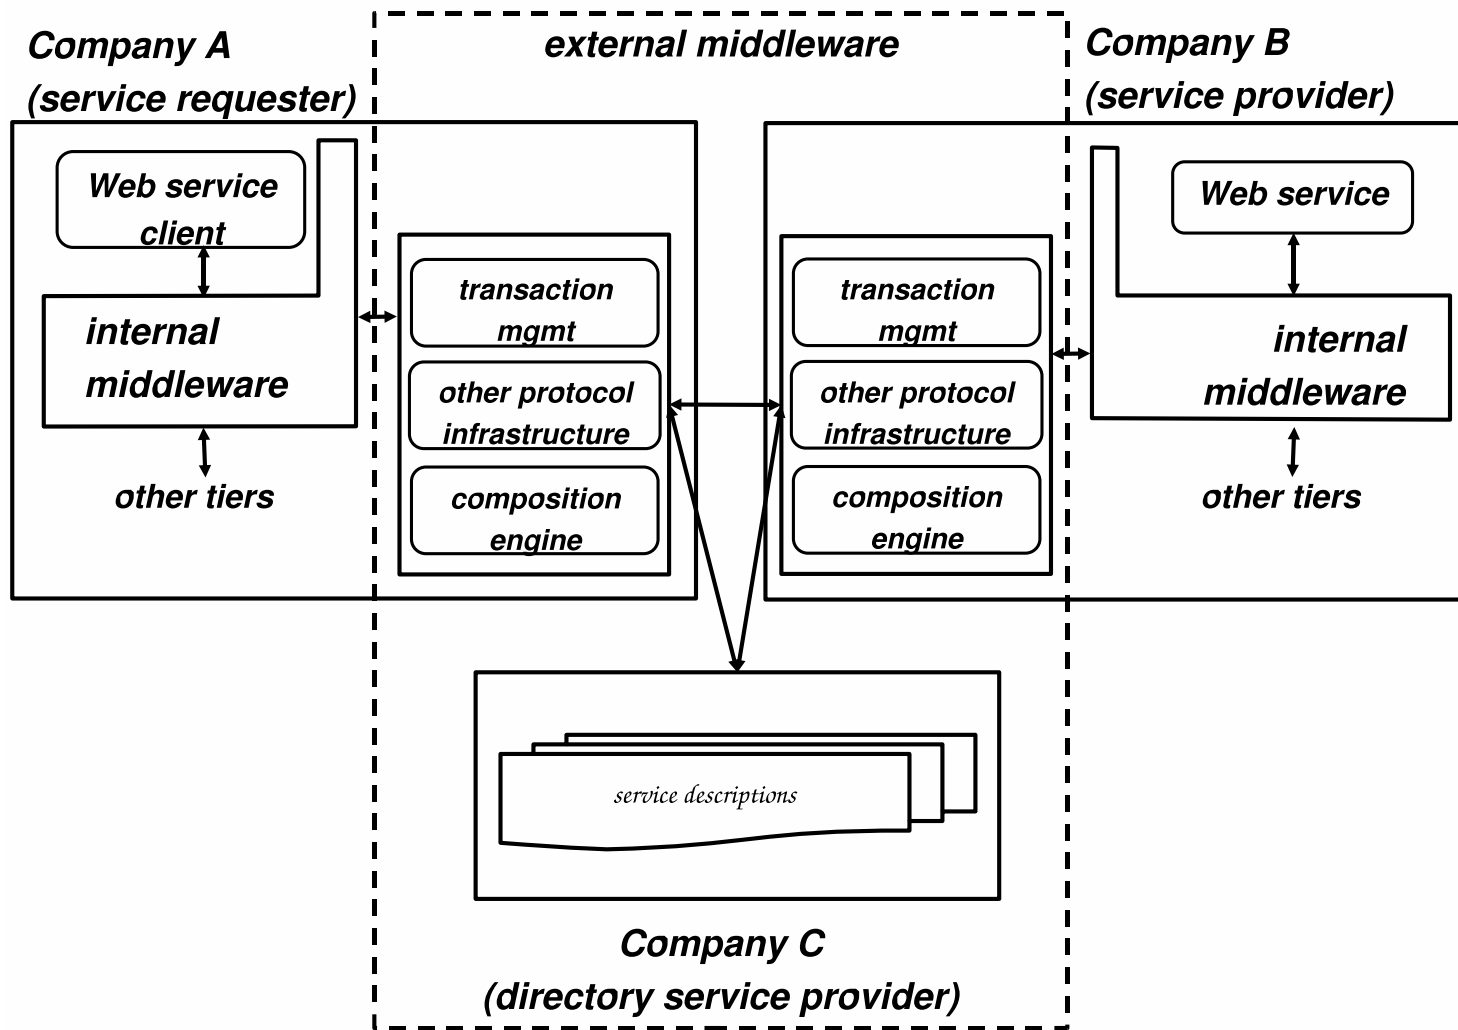 Company A
(service requester)
external middleware
Company B
(service provider)
Web service
client
internal
middleware
other tiers
transaction
mgmt
other protocol
infrastructure
composition
engine
transaction
mgmt
other protocol
infrastructure
composition
engine
Web service
internal
middleware
other tiers
service descriptions
Company C
(directory service provider)